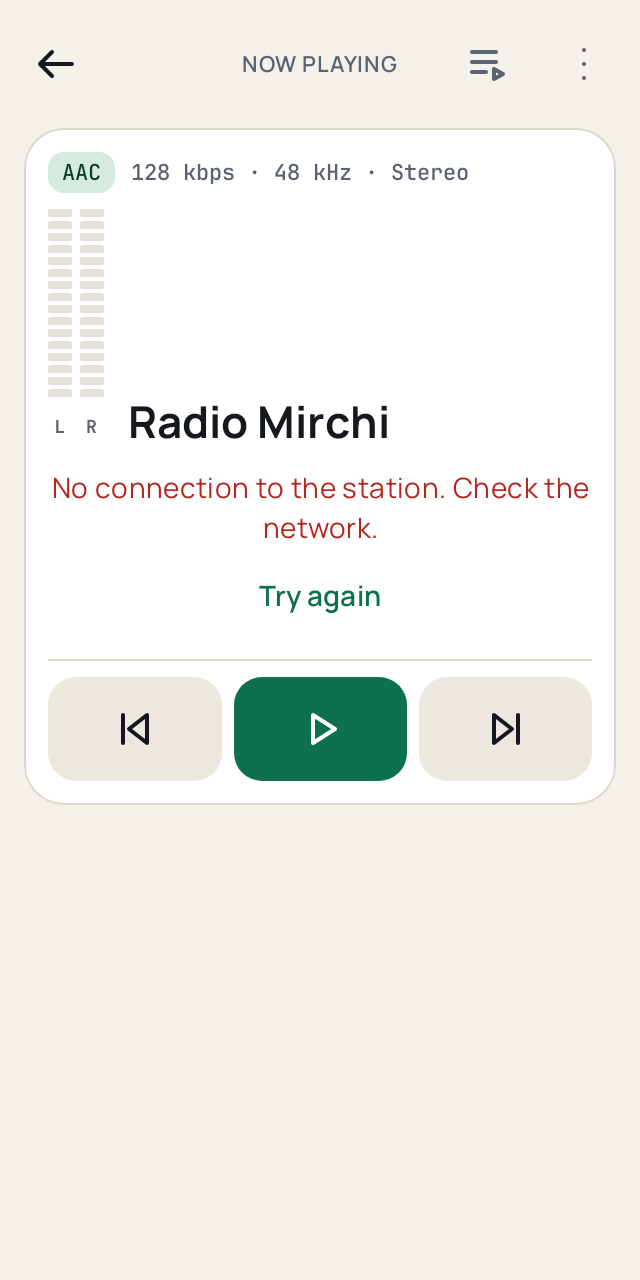 NOW PLAYING
AAC 128 kbps · 48 kHz · Stereo
L R Radio Mirchi
No connection to the station. Check the
network.
Try again